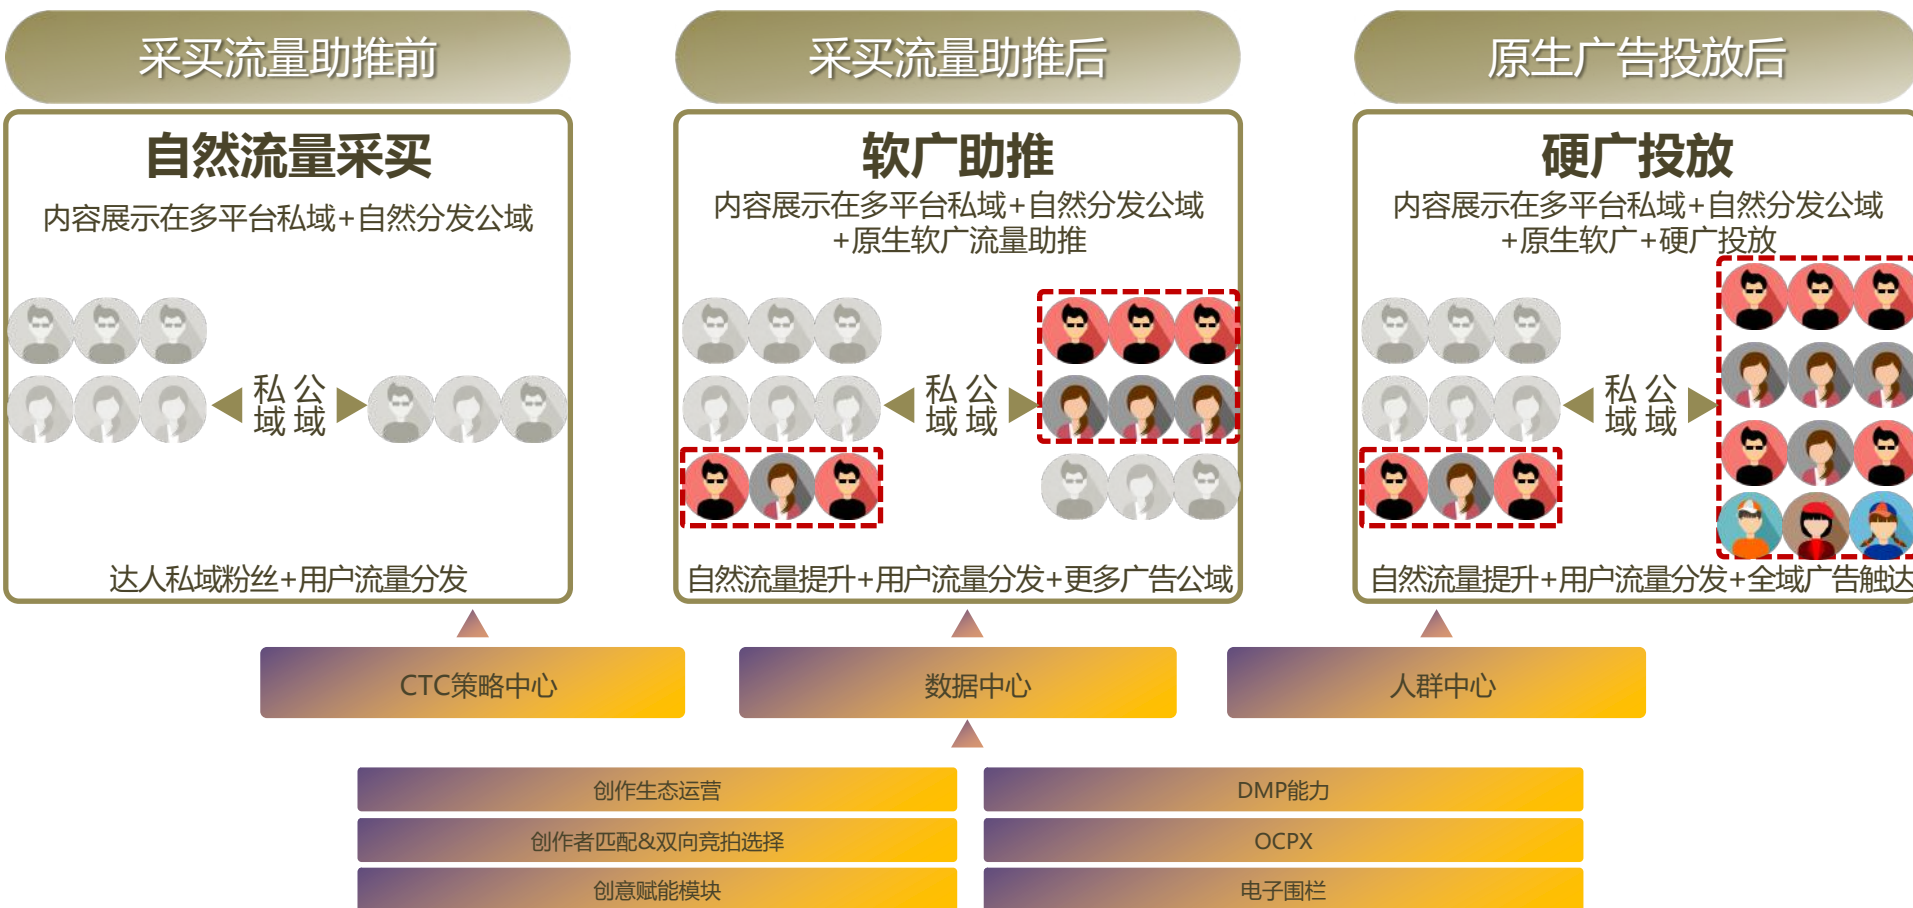 采买流量助推前
自然流量采买
内容展示在多平台私域+自然分发公域
私域
公域
达人私域粉丝+用户流量分发
采买流量助推后
软广助推
内容展示在多平台私域+自然分发公域
+原生软广流量助推
私域
公域
自然流量提升+用户流量分发+更多广告公域
原生广告投放后
硬广投放
内容展示在多平台私域+自然分发公域
+原生软广+硬广投放
私域
公域
自然流量提升+用户流量分发+全域广告触达
CTC策略中心
数据中心
人群中心
创作生态运营
DMP能力
创作者匹配&双向竞拍选择
OCPX
创意赋能模块
电子围栏